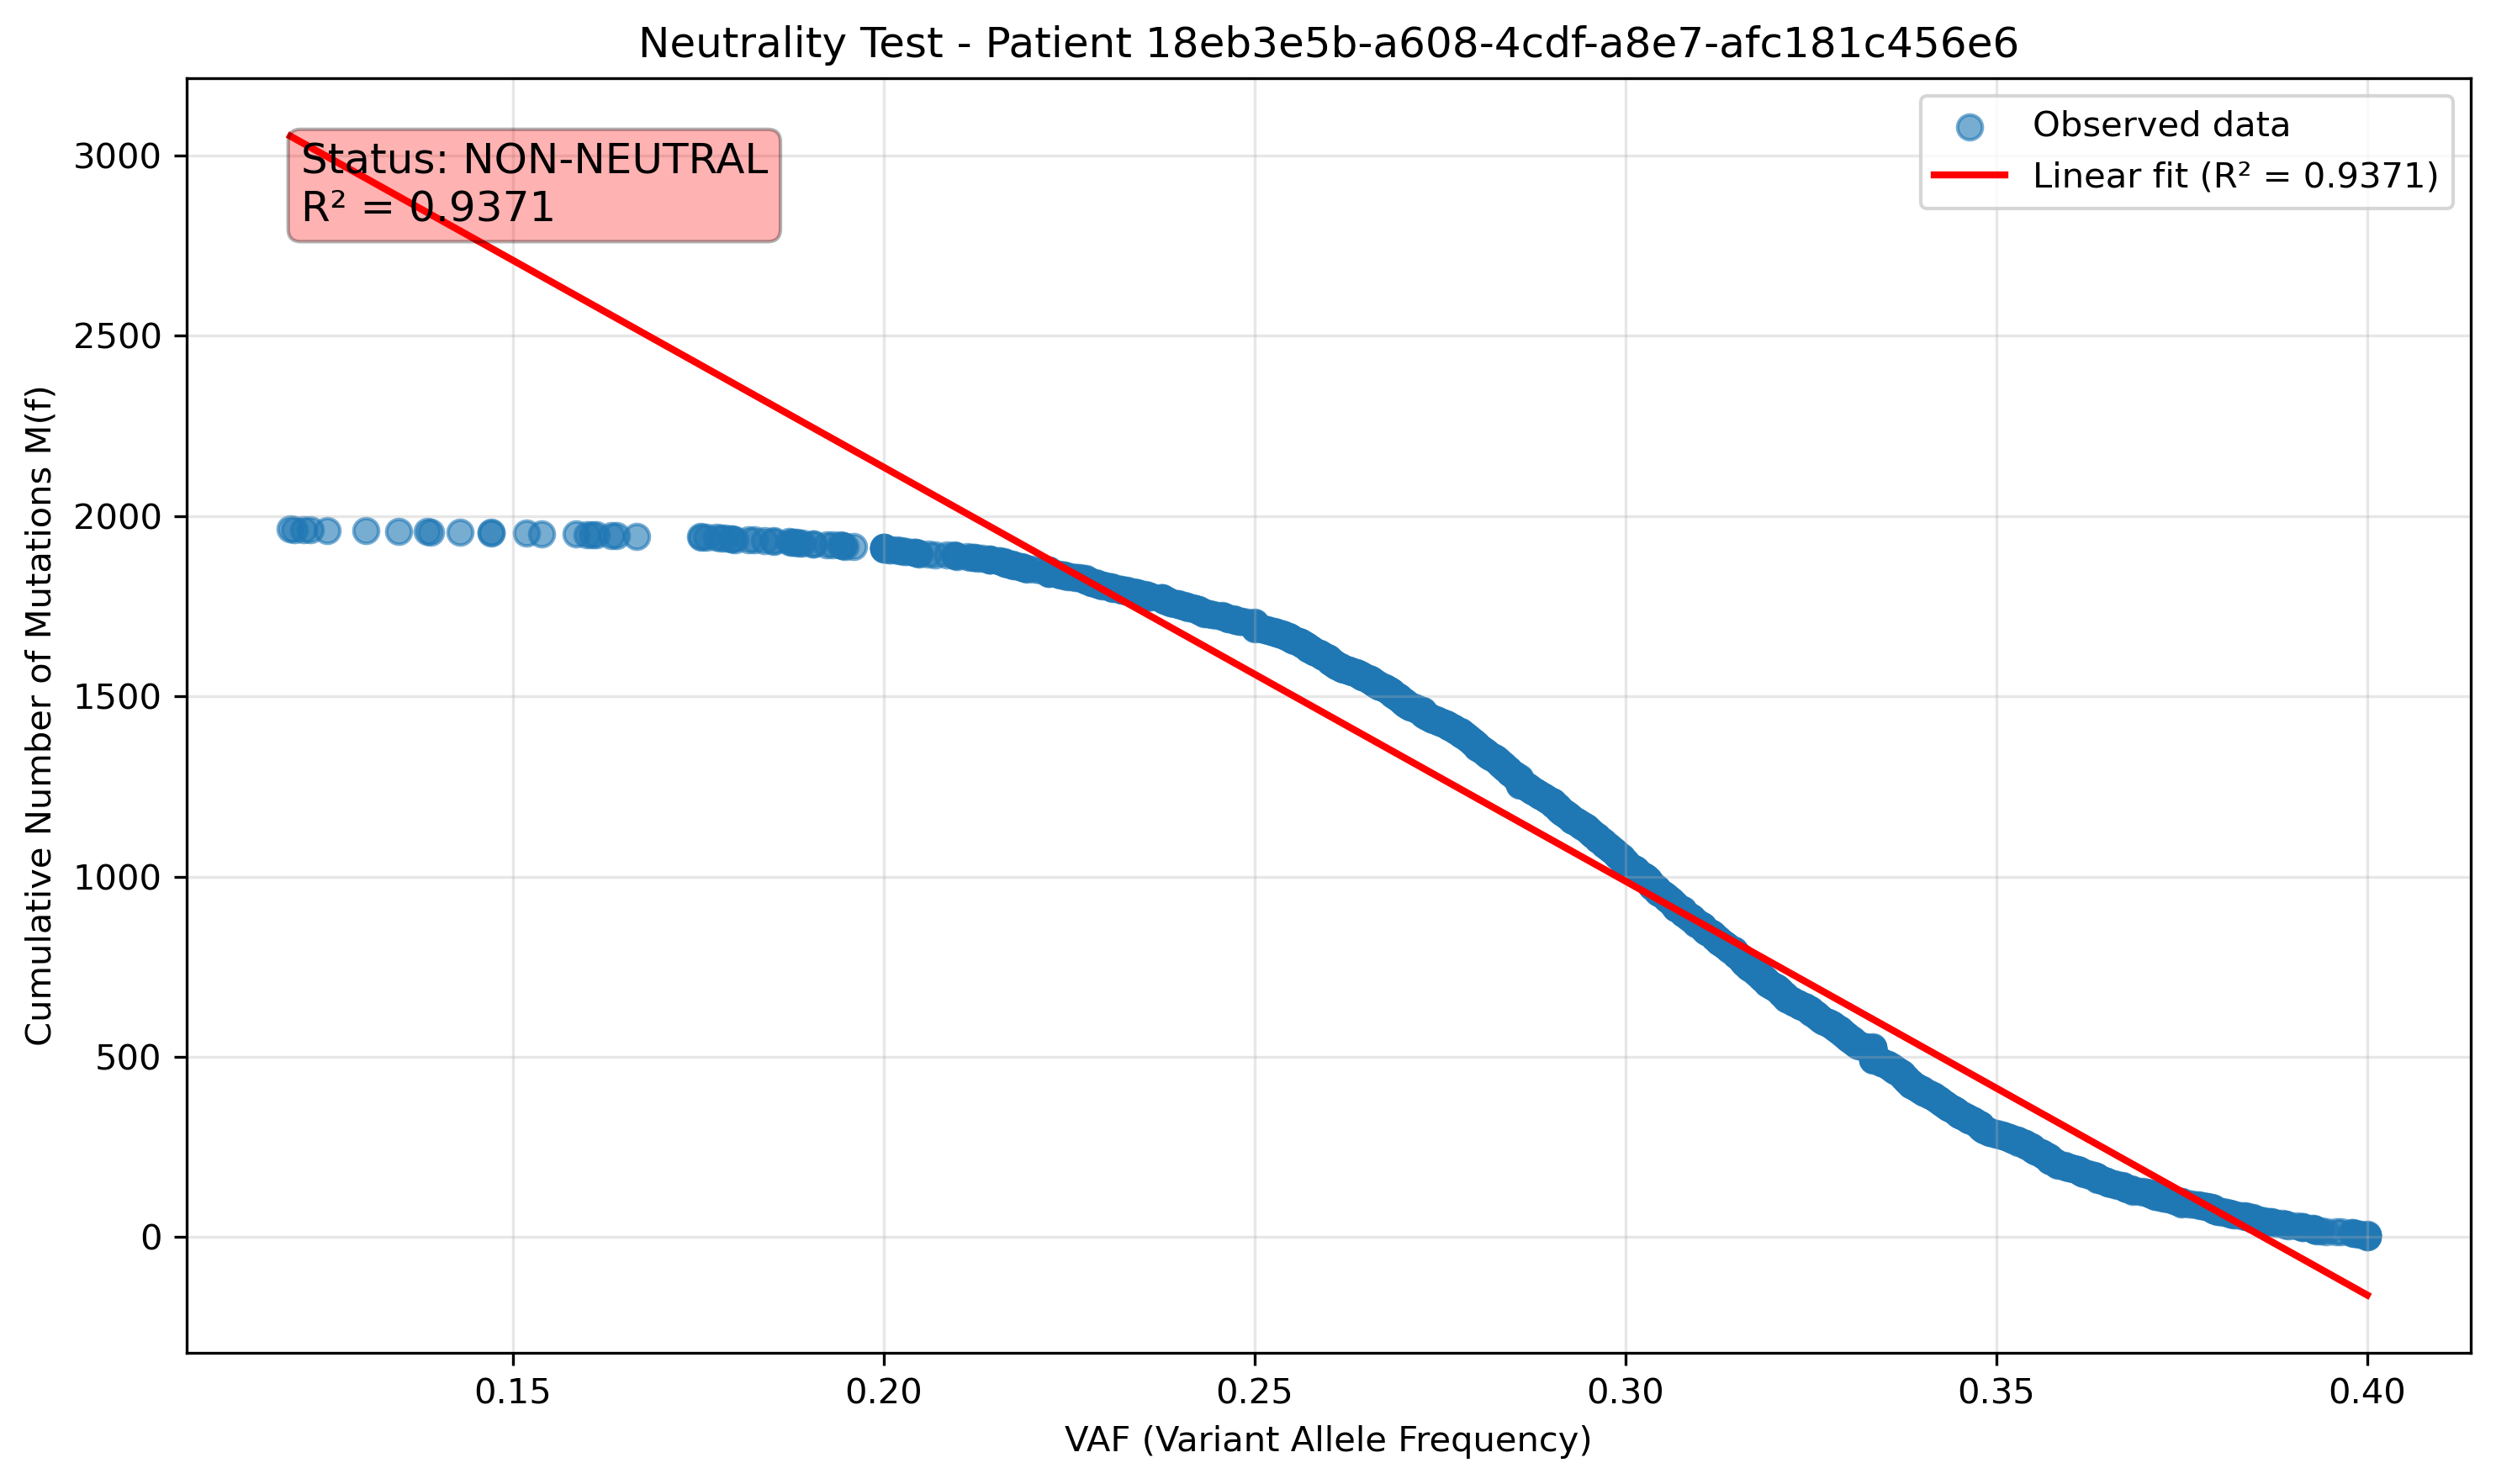 Neutrality Test - Patient 18eb3e5b-a608-4cdf-a8e7-afc181c456e6
Observed data
Linear fit (R² = 0.9371)
Status: NON-NEUTRAL
R² = 0.9371
Cumulative Number of Mutations M(f)
3000
2500
2000
1500
1000
500
0
0.15
0.20
0.25
0.30
0.35
0.40
VAF (Variant Allele Frequency)